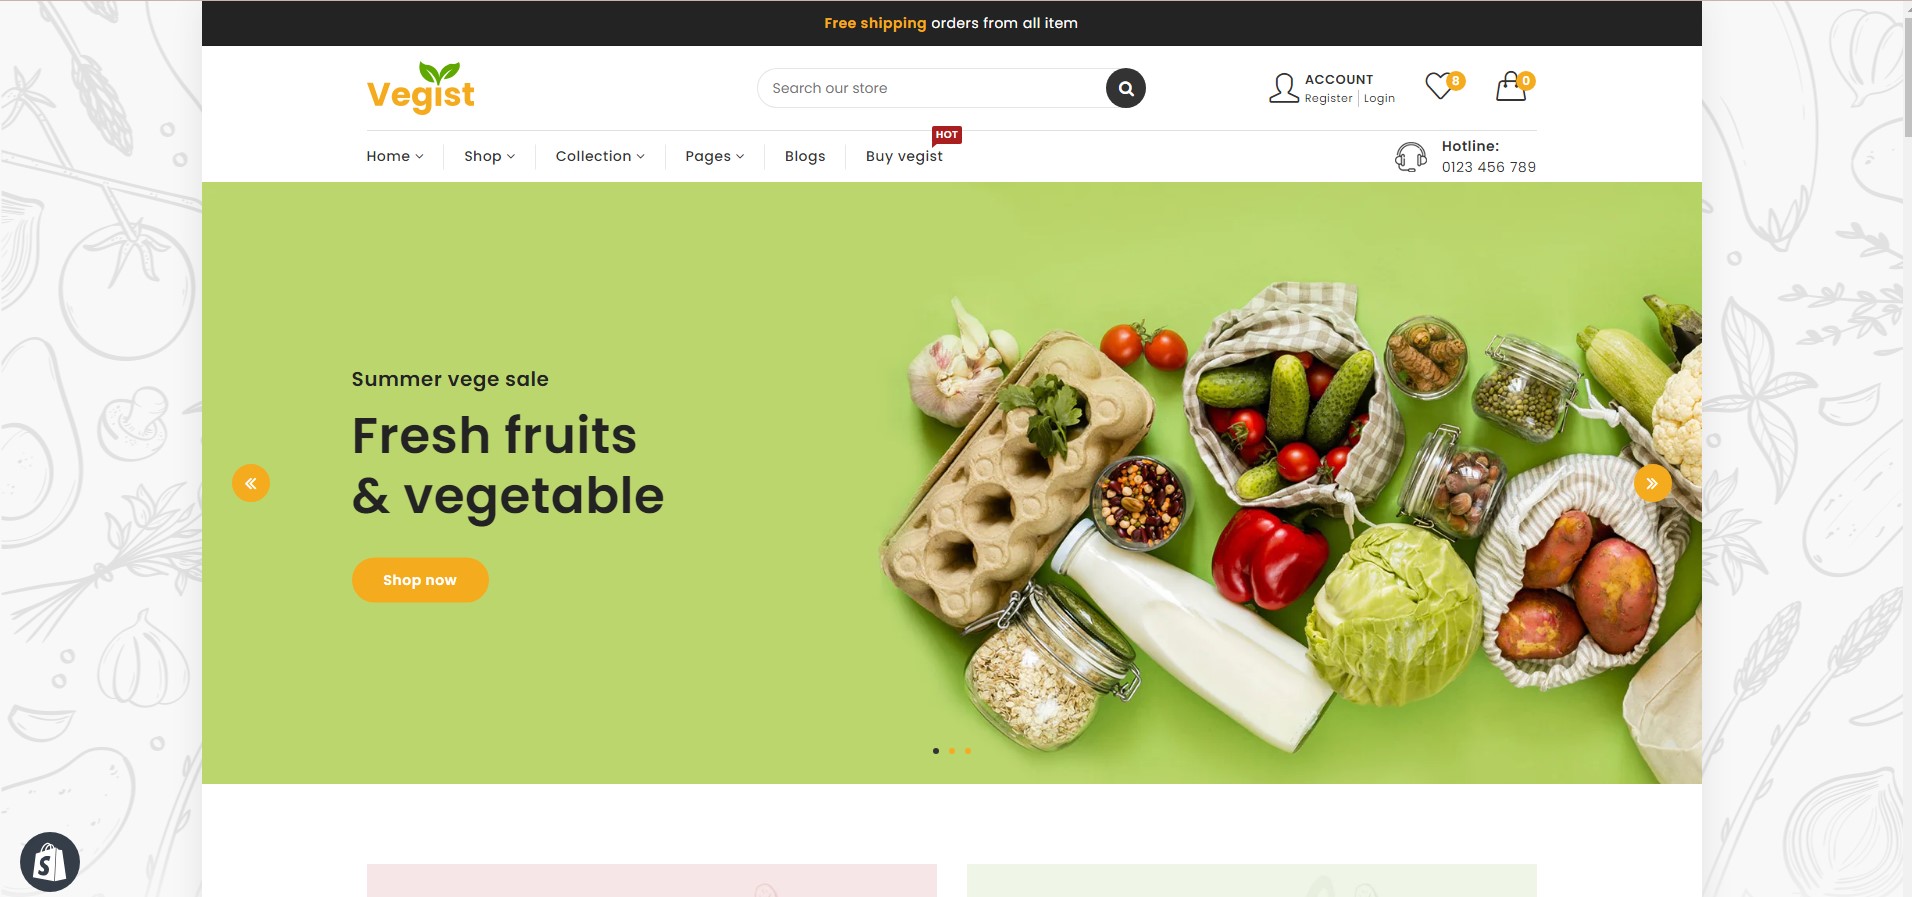 Free shipping orders from all item
Vegist
Search our store
ACCOUNT
Register
Login
8
0
HOT
Home
Shop
Collection
Pages
Blogs
Buy vegist
Hotline:
0123 456 789
Summer vege sale
Fresh fruits
& vegetable
Shop now
S